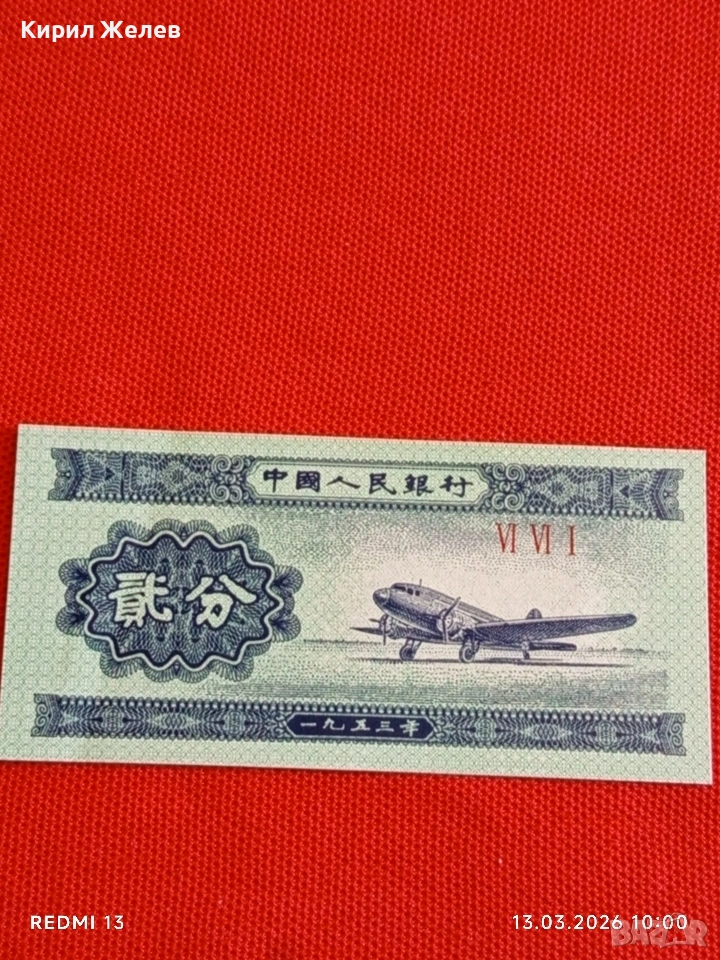 Кирил Желев
中國人民銀行
VI VI I
貳分
一九五三年
REDMI 13
13.03.2026 10:00
BAZAR